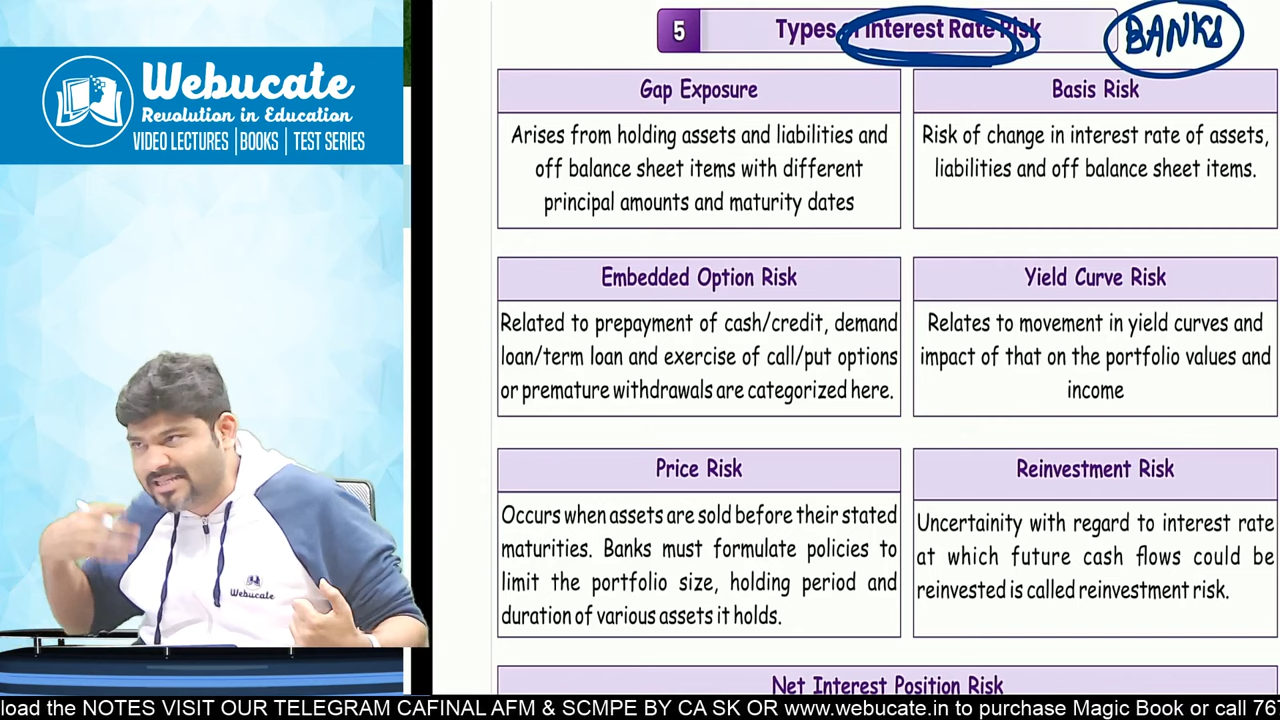 Webucate
Revolution in Education
VIDEO LECTURES | BOOKS | TEST SERIES
Webucate
5
Types Interest Rate Risk
BANKS
Gap Exposure
Arises from holding assets and liabilities and
off balance sheet items with different
principal amounts and maturity dates
Basis Risk
Risk of change in interest rate of assets,
liabilities and off balance sheet items.
Embedded Option Risk
Related to prepayment of cash/credit, demand
loan/term loan and exercise of call/put options
or premature withdrawals are categorized here.
Yield Curve Risk
Relates to movement in yield curves and
impact of that on the portfolio values and
income
Price Risk
Occurs when assets are sold before their stated
maturities. Banks must formulate policies to
limit the portfolio size, holding period and
duration of various assets it holds.
Reinvestment Risk
Uncertainity with regard to interest rate
at which future cash flows could be
reinvested is called reinvestment risk.
Net Interest Position Risk
load the NOTES VISIT OUR TELEGRAM CAFINAL AFM & SCMPE BY CA SK OR www.webucate.in to purchase Magic Book or call 76